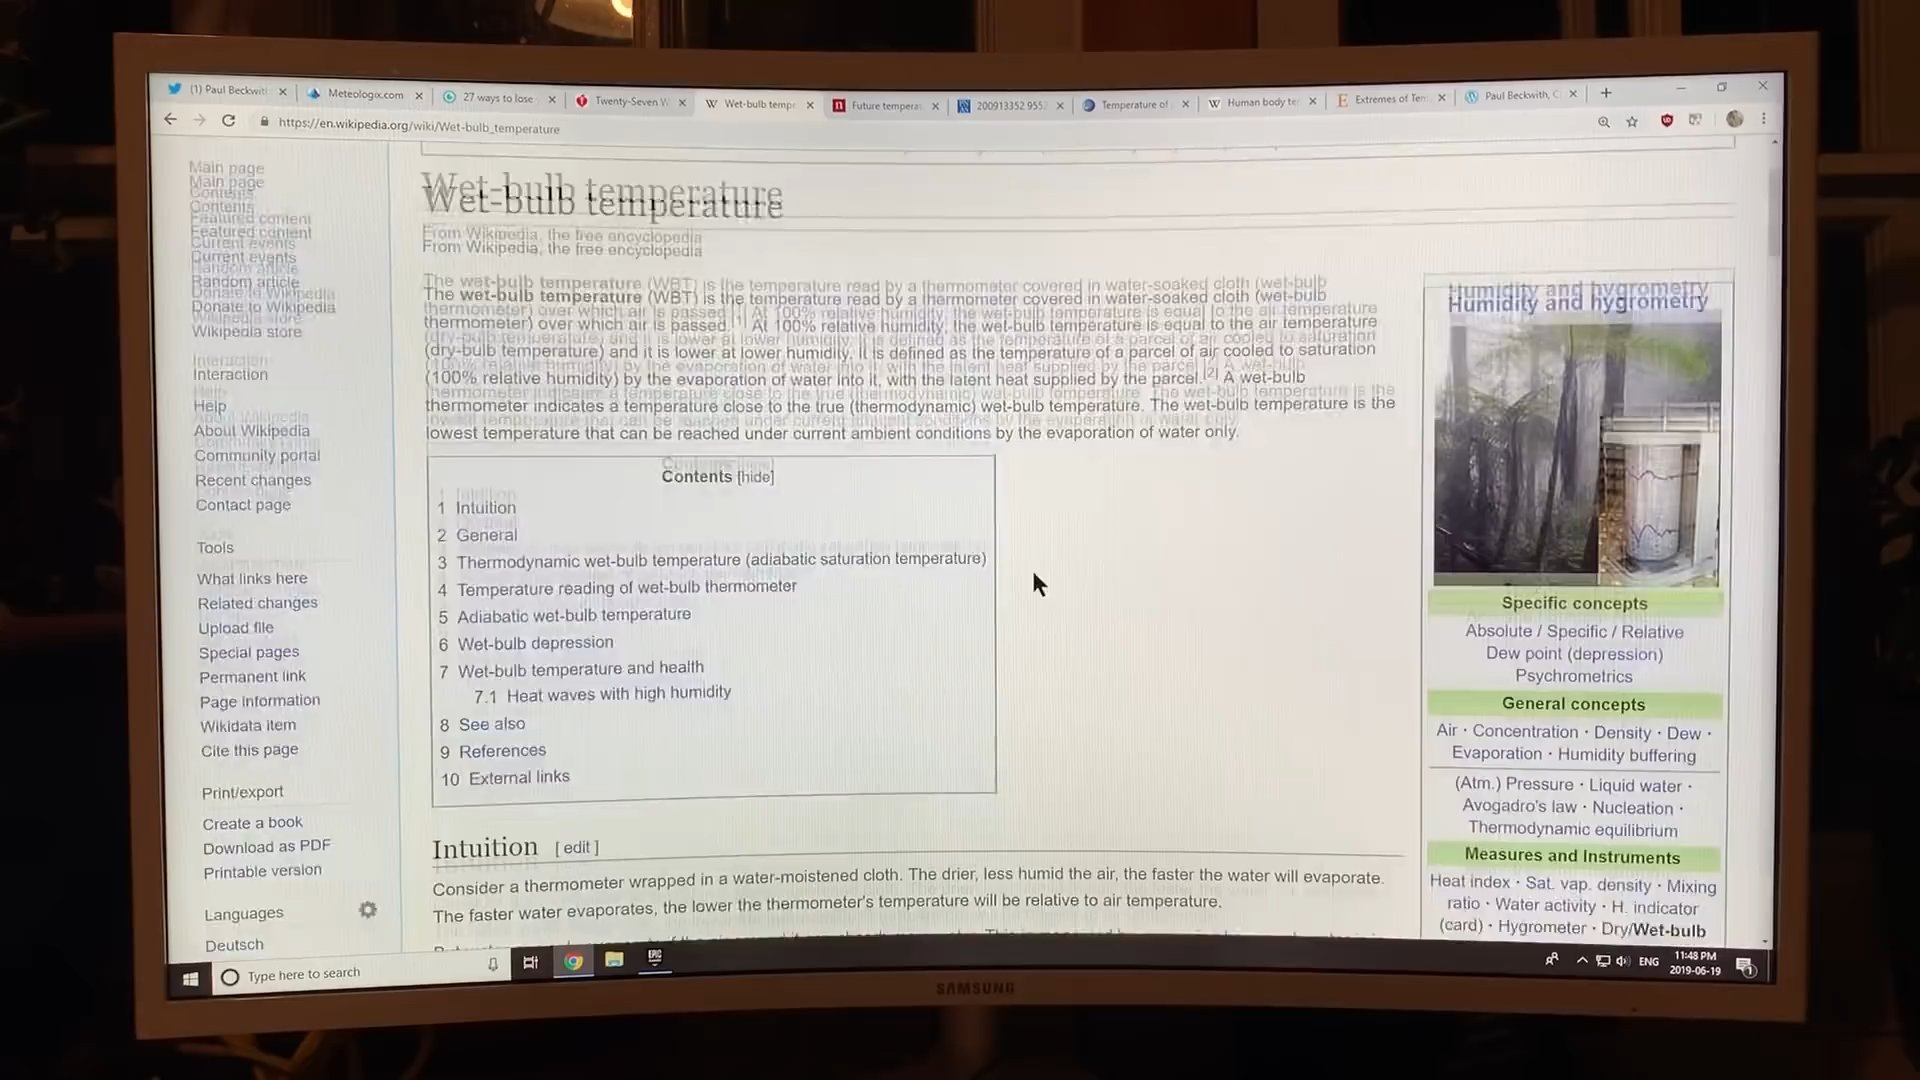 (1) Paul Beckwit
Meteologix.com
27 ways to lose
Twenty-Seven W
Wet-bulb tempe
Future tempera
200913352 955
Temperature of
Human body te
Extremes of Tem
Paul Beckwith, C
https://en.wikipedia.org/wiki/Wet-bulb_temperature
Main page
Contents
Featured content
Current events
Random article
Donate to Wikipedia
Wikipedia store
Interaction
Help
About Wikipedia
Community portal
Recent changes
Contact page
Tools
What links here
Related changes
Upload file
Special pages
Permanent link
Page information
Wikidata item
Cite this page
Print/export
Create a book
Download as PDF
Printable version
Languages
Deutsch
Wet-bulb temperature
From Wikipedia, the free encyclopedia
The wet-bulb temperature (WBT) is the temperature read by a thermometer covered in water-soaked cloth (wet-bulb
thermometer) over which air is passed.[1] At 100% relative humidity, the wet-bulb temperature is equal to the air temperature
(dry-bulb temperature) and it is lower at lower humidity. It is defined as the temperature of a parcel of air cooled to saturation
(100% relative humidity) by the evaporation of water into it, with the latent heat supplied by the parcel.[2] A wet-bulb
thermometer indicates a temperature close to the true (thermodynamic) wet-bulb temperature. The wet-bulb temperature is the
lowest temperature that can be reached under current ambient conditions by the evaporation of water only.
Contents [hide]
1 Intuition
2 General
3 Thermodynamic wet-bulb temperature (adiabatic saturation temperature)
4 Temperature reading of wet-bulb thermometer
5 Adiabatic wet-bulb temperature
6 Wet-bulb depression
7 Wet-bulb temperature and health
7.1 Heat waves with high humidity
8 See also
9 References
10 External links
Intuition [ edit ]
Consider a thermometer wrapped in a water-moistened cloth. The drier, less humid the air, the faster the water will evaporate.
The faster water evaporates, the lower the thermometer's temperature will be relative to air temperature.
Humidity and hygrometry
Specific concepts
Absolute / Specific / Relative
Dew point (depression)
Psychrometrics
General concepts
Air · Concentration · Density · Dew ·
Evaporation · Humidity buffering
(Atm.) Pressure · Liquid water ·
Avogadro's law · Nucleation ·
Thermodynamic equilibrium
Measures and Instruments
Heat index · Sat. vap. density · Mixing
ratio · Water activity · H. indicator
(card) · Hygrometer · Dry/Wet-bulb
Type here to search
EPIC
ENG
11:48 PM
2019-06-19
SAMSUNG